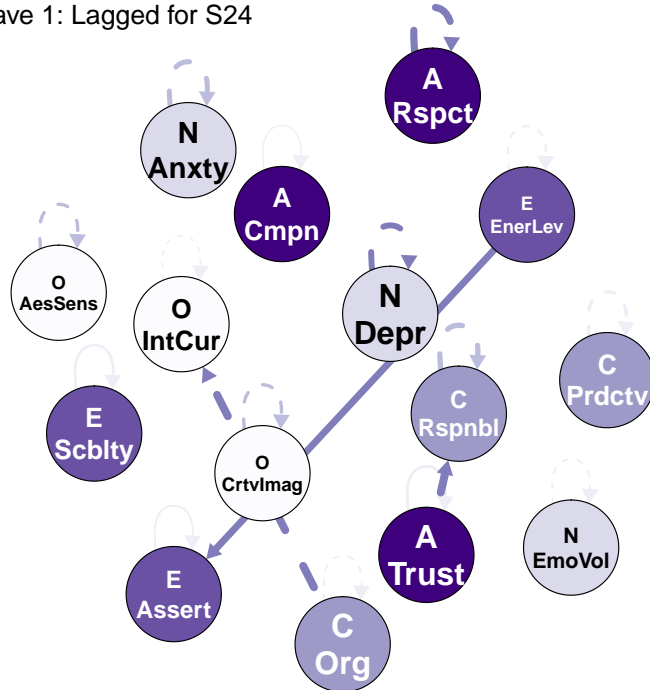 ave 1: Lagged for S24
A
Rspct
N
Anxty
A
Cmpn
E
EnerLev
O
AesSens
O
IntCur
N
Depr
C
Prdctv
E
Scblty
C
Rspnbl
O
CrtvImag
A
Trust
N
EmoVol
E
Assert
C
Org